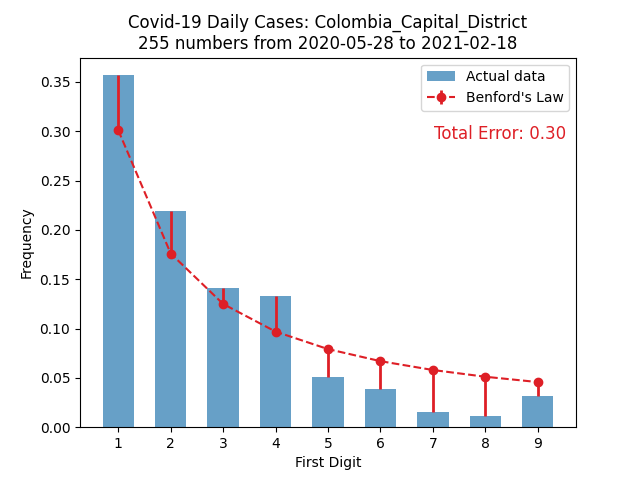 Covid-19 Daily Cases: Colombia_Capital_District
255 numbers from 2020-05-28 to 2021-02-18
Actual data
Benford's Law
Total Error: 0.30
Frequency
0.35
0.30
0.25
0.20
0.15
0.10
0.05
0.00
1 2 3 4 5 6 7 8 9
First Digit